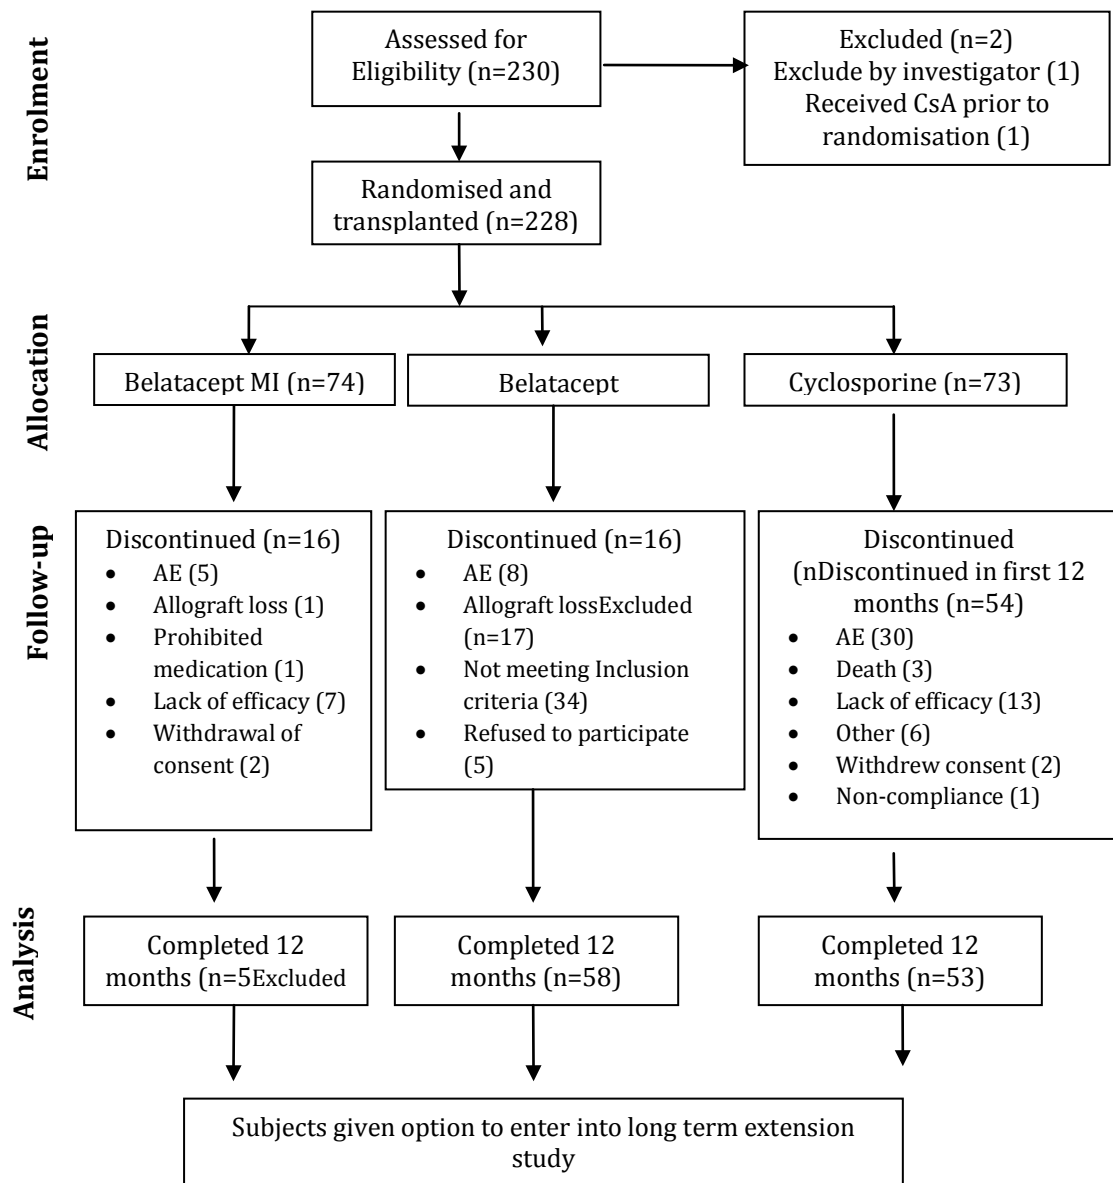 Enrolment
Assessed for
Eligibility (n=230)
Excluded (n=2)
Exclude by investigator (1)
Received CsA prior to
randomisation (1)
Randomised and
transplanted (n=228)
Allocation
Belatacept MI (n=74)
Belatacept
Cyclosporine (n=73)
Follow-up
Discontinued (n=16)
• AE (5)
• Allograft loss (1)
• Prohibited
medication (1)
• Lack of efficacy (7)
• Withdrawal of
consent (2)
Discontinued (n=16)
• AE (8)
• Allograft lossExcluded
(n=17)
• Not meeting Inclusion
criteria (34)
• Refused to participate
(5)
Discontinued
(nDiscontinued in first 12
months (n=54)
• AE (30)
• Death (3)
• Lack of efficacy (13)
• Other (6)
• Withdrew consent (2)
• Non-compliance (1)
Analysis
Completed 12
months (n=5Excluded
Completed 12
months (n=58)
Completed 12
months (n=53)
Subjects given option to enter into long term extension
study